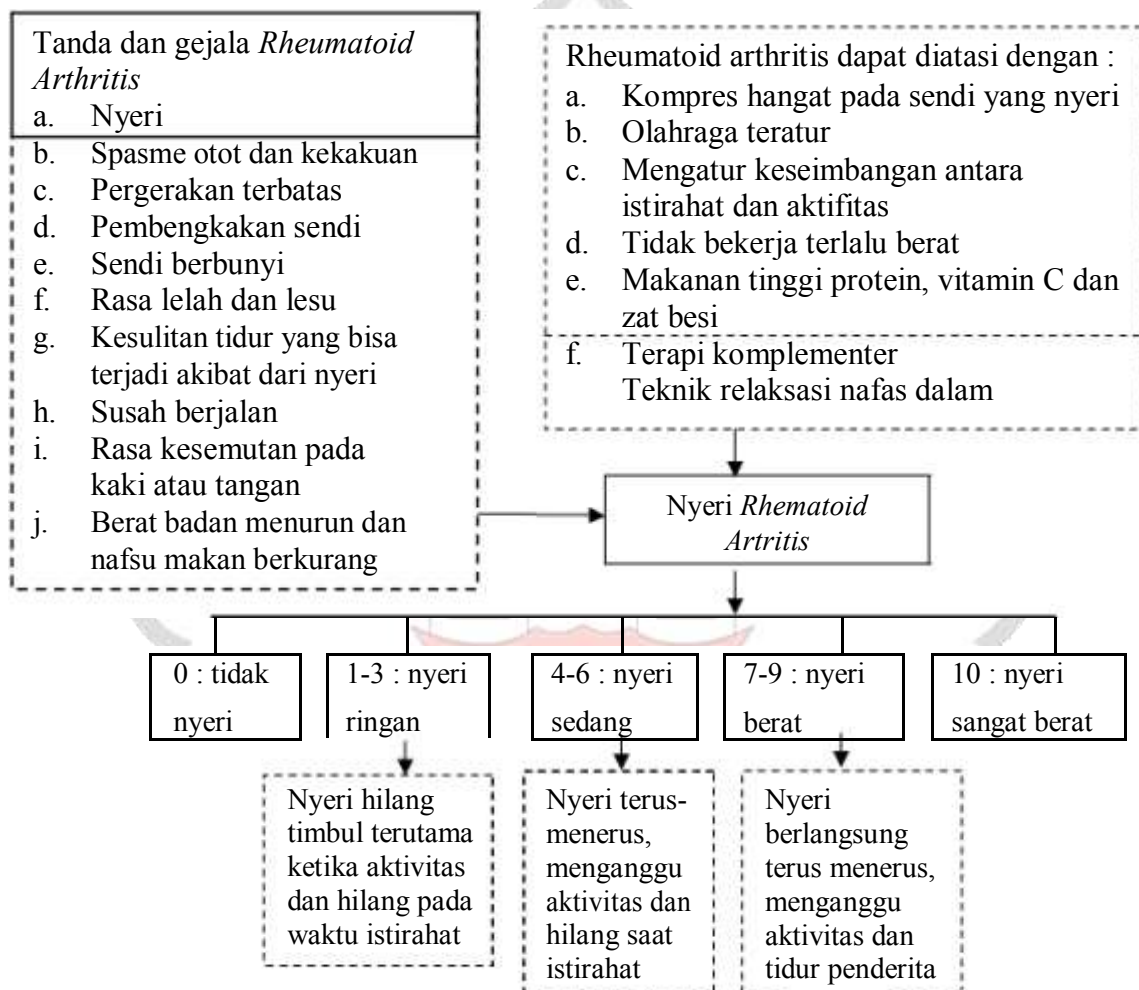 Tanda dan gejala Rheumatoid
Arthritis
a. Nyeri
b. Spasme otot dan kekakuan
c. Pergerakan terbatas
d. Pembengkakan sendi
e. Sendi berbunyi
f. Rasa lelah dan lesu
g. Kesulitan tidur yang bisa
terjadi akibat dari nyeri
h. Susah berjalan
i. Rasa kesemutan pada
kaki atau tangan
j. Berat badan menurun dan
nafsu makan berkurang
Rheumatoid arthritis dapat diatasi dengan :
a. Kompres hangat pada sendi yang nyeri
b. Olahraga teratur
c. Mengatur keseimbangan antara
istirahat dan aktifitas
d. Tidak bekerja terlalu berat
e. Makanan tinggi protein, vitamin C dan
zat besi
f. Terapi komplementer
Teknik relaksasi nafas dalam
Nyeri Rhematoid
Artritis
0 : tidak
nyeri
1-3 : nyeri
ringan
4-6 : nyeri
sedang
7-9 : nyeri
berat
10 : nyeri
sangat berat
Nyeri hilang
timbul terutama
ketika aktivitas
dan hilang pada
waktu istirahat
Nyeri terus-
menerus,
menganggu
aktivitas dan
hilang saat
istirahat
Nyeri
berlangsung
terus menerus,
menganggu
aktivitas dan
tidur penderita